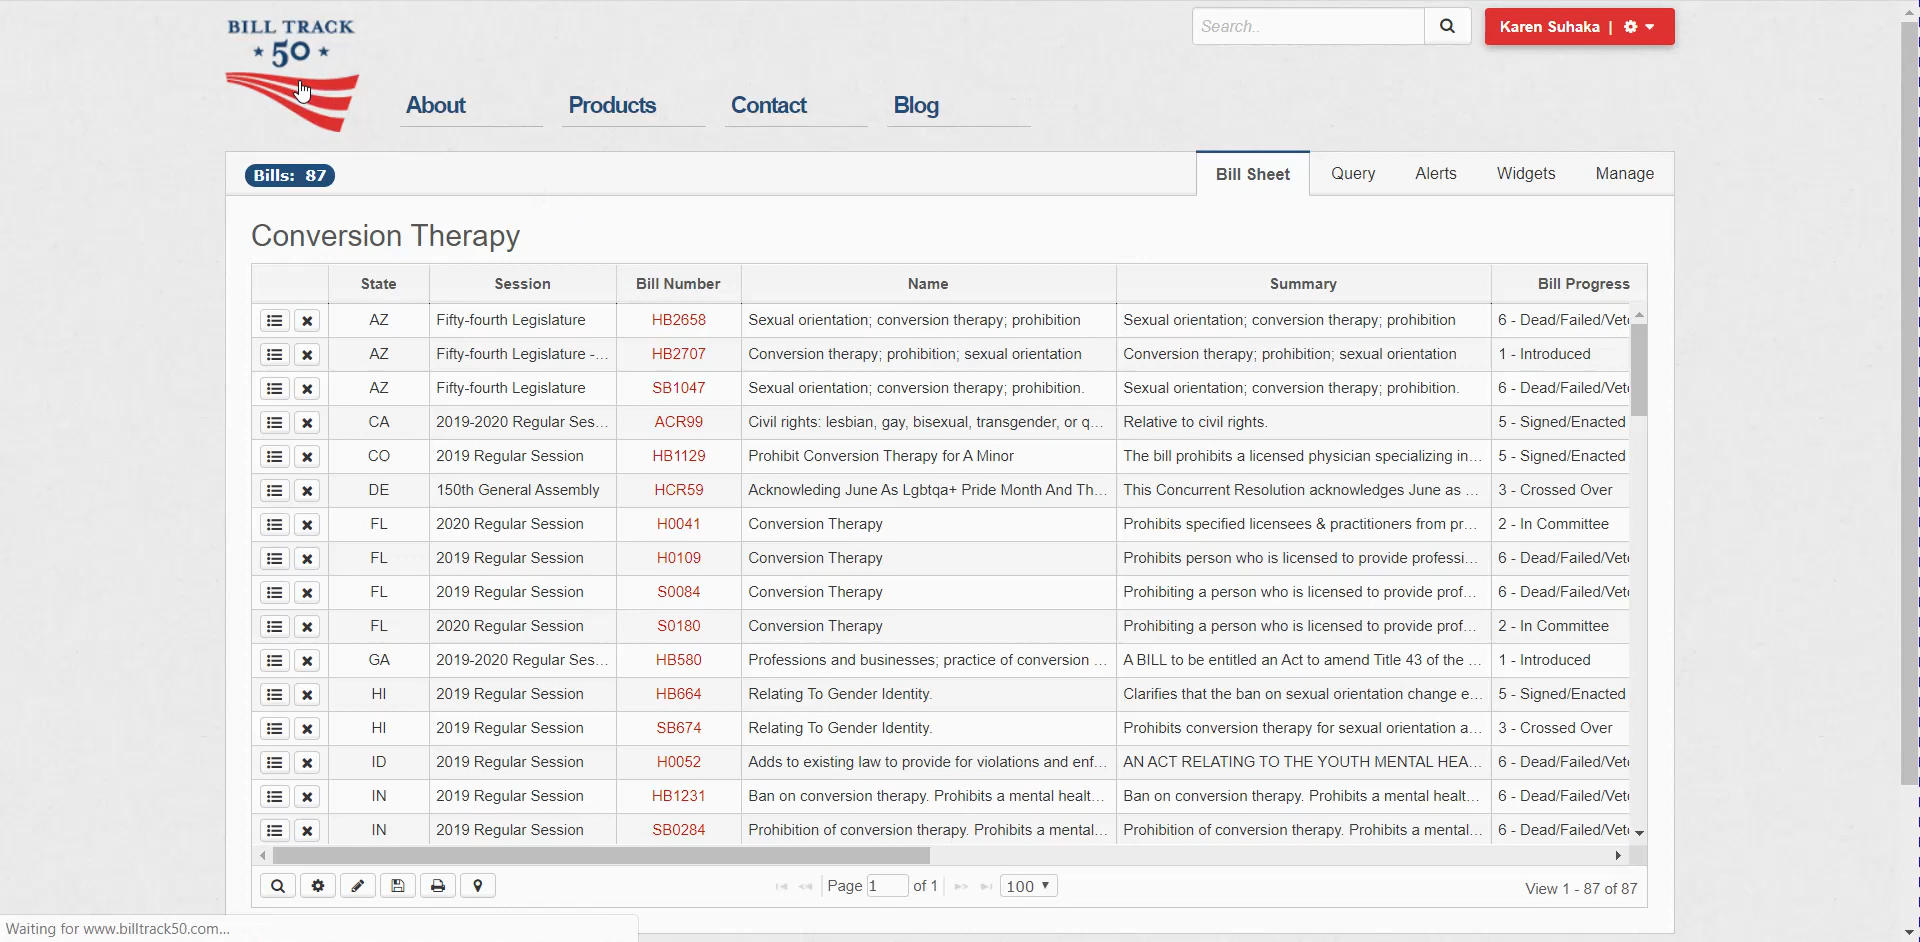 BILL TRACK
50
Search..
Karen Suhaka |
About Products Contact Blog
Bills: 87
Bill Sheet Query Alerts Widgets Manage
Conversion Therapy
State Session Bill Number Name Summary Bill Progress
AZ Fifty-fourth Legislature HB2658 Sexual orientation; conversion therapy; prohibition Sexual orientation; conversion therapy; prohibition 6 - Dead/Failed/Vet
AZ Fifty-fourth Legislature -... HB2707 Conversion therapy; prohibition; sexual orientation Conversion therapy; prohibition; sexual orientation 1 - Introduced
AZ Fifty-fourth Legislature SB1047 Sexual orientation; conversion therapy; prohibition. Sexual orientation; conversion therapy; prohibition. 6 - Dead/Failed/Vet
CA 2019-2020 Regular Ses... ACR99 Civil rights: lesbian, gay, bisexual, transgender, or q... Relative to civil rights. 5 - Signed/Enacted
CO 2019 Regular Session HB1129 Prohibit Conversion Therapy for A Minor The bill prohibits a licensed physician specializing in... 5 - Signed/Enacted
DE 150th General Assembly HCR59 Acknowleding June As Lgbtqa+ Pride Month And Th... This Concurrent Resolution acknowledges June as ... 3 - Crossed Over
FL 2020 Regular Session H0041 Conversion Therapy Prohibits specified licensees & practitioners from pr... 2 - In Committee
FL 2019 Regular Session H0109 Conversion Therapy Prohibits person who is licensed to provide professi... 6 - Dead/Failed/Vet
FL 2019 Regular Session S0084 Conversion Therapy Prohibiting a person who is licensed to provide prof... 6 - Dead/Failed/Vet
FL 2020 Regular Session S0180 Conversion Therapy Prohibiting a person who is licensed to provide prof... 2 - In Committee
GA 2019-2020 Regular Ses... HB580 Professions and businesses; practice of conversion ... A BILL to be entitled an Act to amend Title 43 of the ... 1 - Introduced
HI 2019 Regular Session HB664 Relating To Gender Identity. Clarifies that the ban on sexual orientation change e... 5 - Signed/Enacted
HI 2019 Regular Session SB674 Relating To Gender Identity. Prohibits conversion therapy for sexual orientation a... 3 - Crossed Over
ID 2019 Regular Session H0052 Adds to existing law to provide for violations and enf... AN ACT RELATING TO THE YOUTH MENTAL HEA... 6 - Dead/Failed/Vet
IN 2019 Regular Session HB1231 Ban on conversion therapy. Prohibits a mental healt... Ban on conversion therapy. Prohibits a mental healt... 6 - Dead/Failed/Vet
IN 2019 Regular Session SB0284 Prohibition of conversion therapy. Prohibits a mental... Prohibition of conversion therapy. Prohibits a mental... 6 - Dead/Failed/Vet
Page 1 of 1 100 View 1 - 87 of 87
Waiting for www.billtrack50.com...